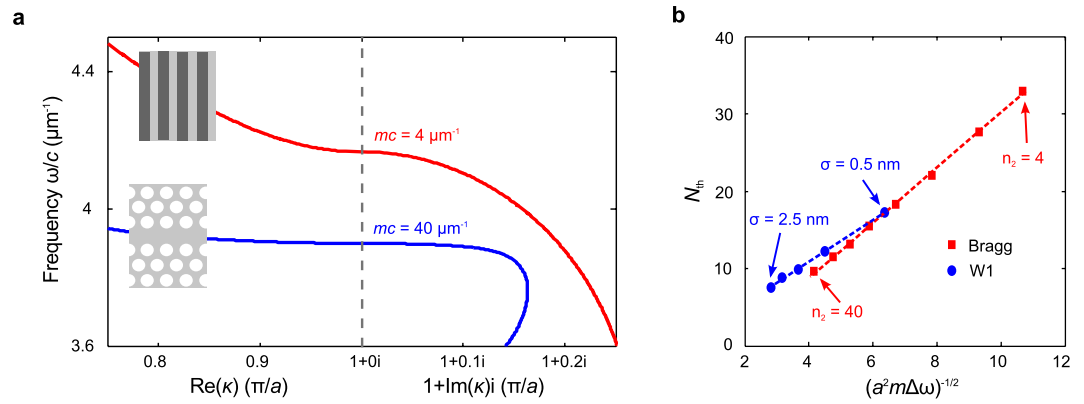 a
b
Frequency ω/c (μm⁻¹)
4.4
4
3.6
mc = 4 μm⁻¹
mc = 40 μm⁻¹
0.8
0.9
1+0i
1+0.1i
1+0.2i
Re(κ) (π/a)
1+Im(κ)i (π/a)
Nth
40
30
20
10
0
σ = 0.5 nm
σ = 2.5 nm
n₂ = 4
n₂ = 40
Bragg
W1
2
4
6
8
10
12
(a²mΔω)⁻¹/²